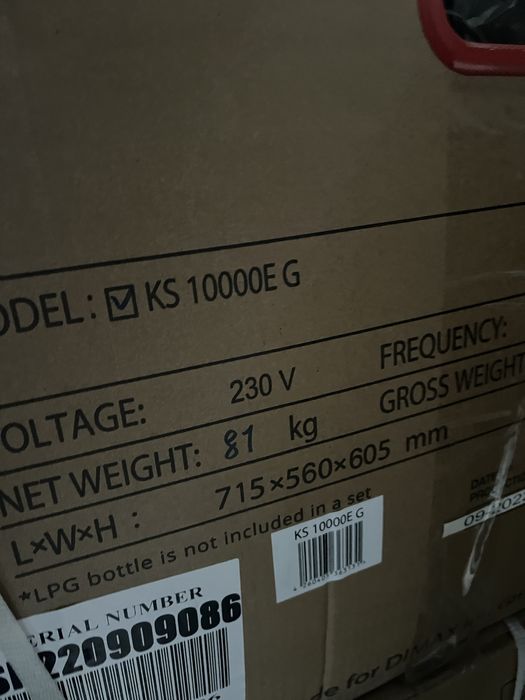 ODEL: ☑ KS 10000E G
OLTAGE: 230 V FREQUENCY:
NET WEIGHT: 81 kg GROSS WEIGHT
L×W×H : 715×560×605 mm
*LPG bottle is not included in a set
KS 10000E G
ERIAL NUMBER
220909086